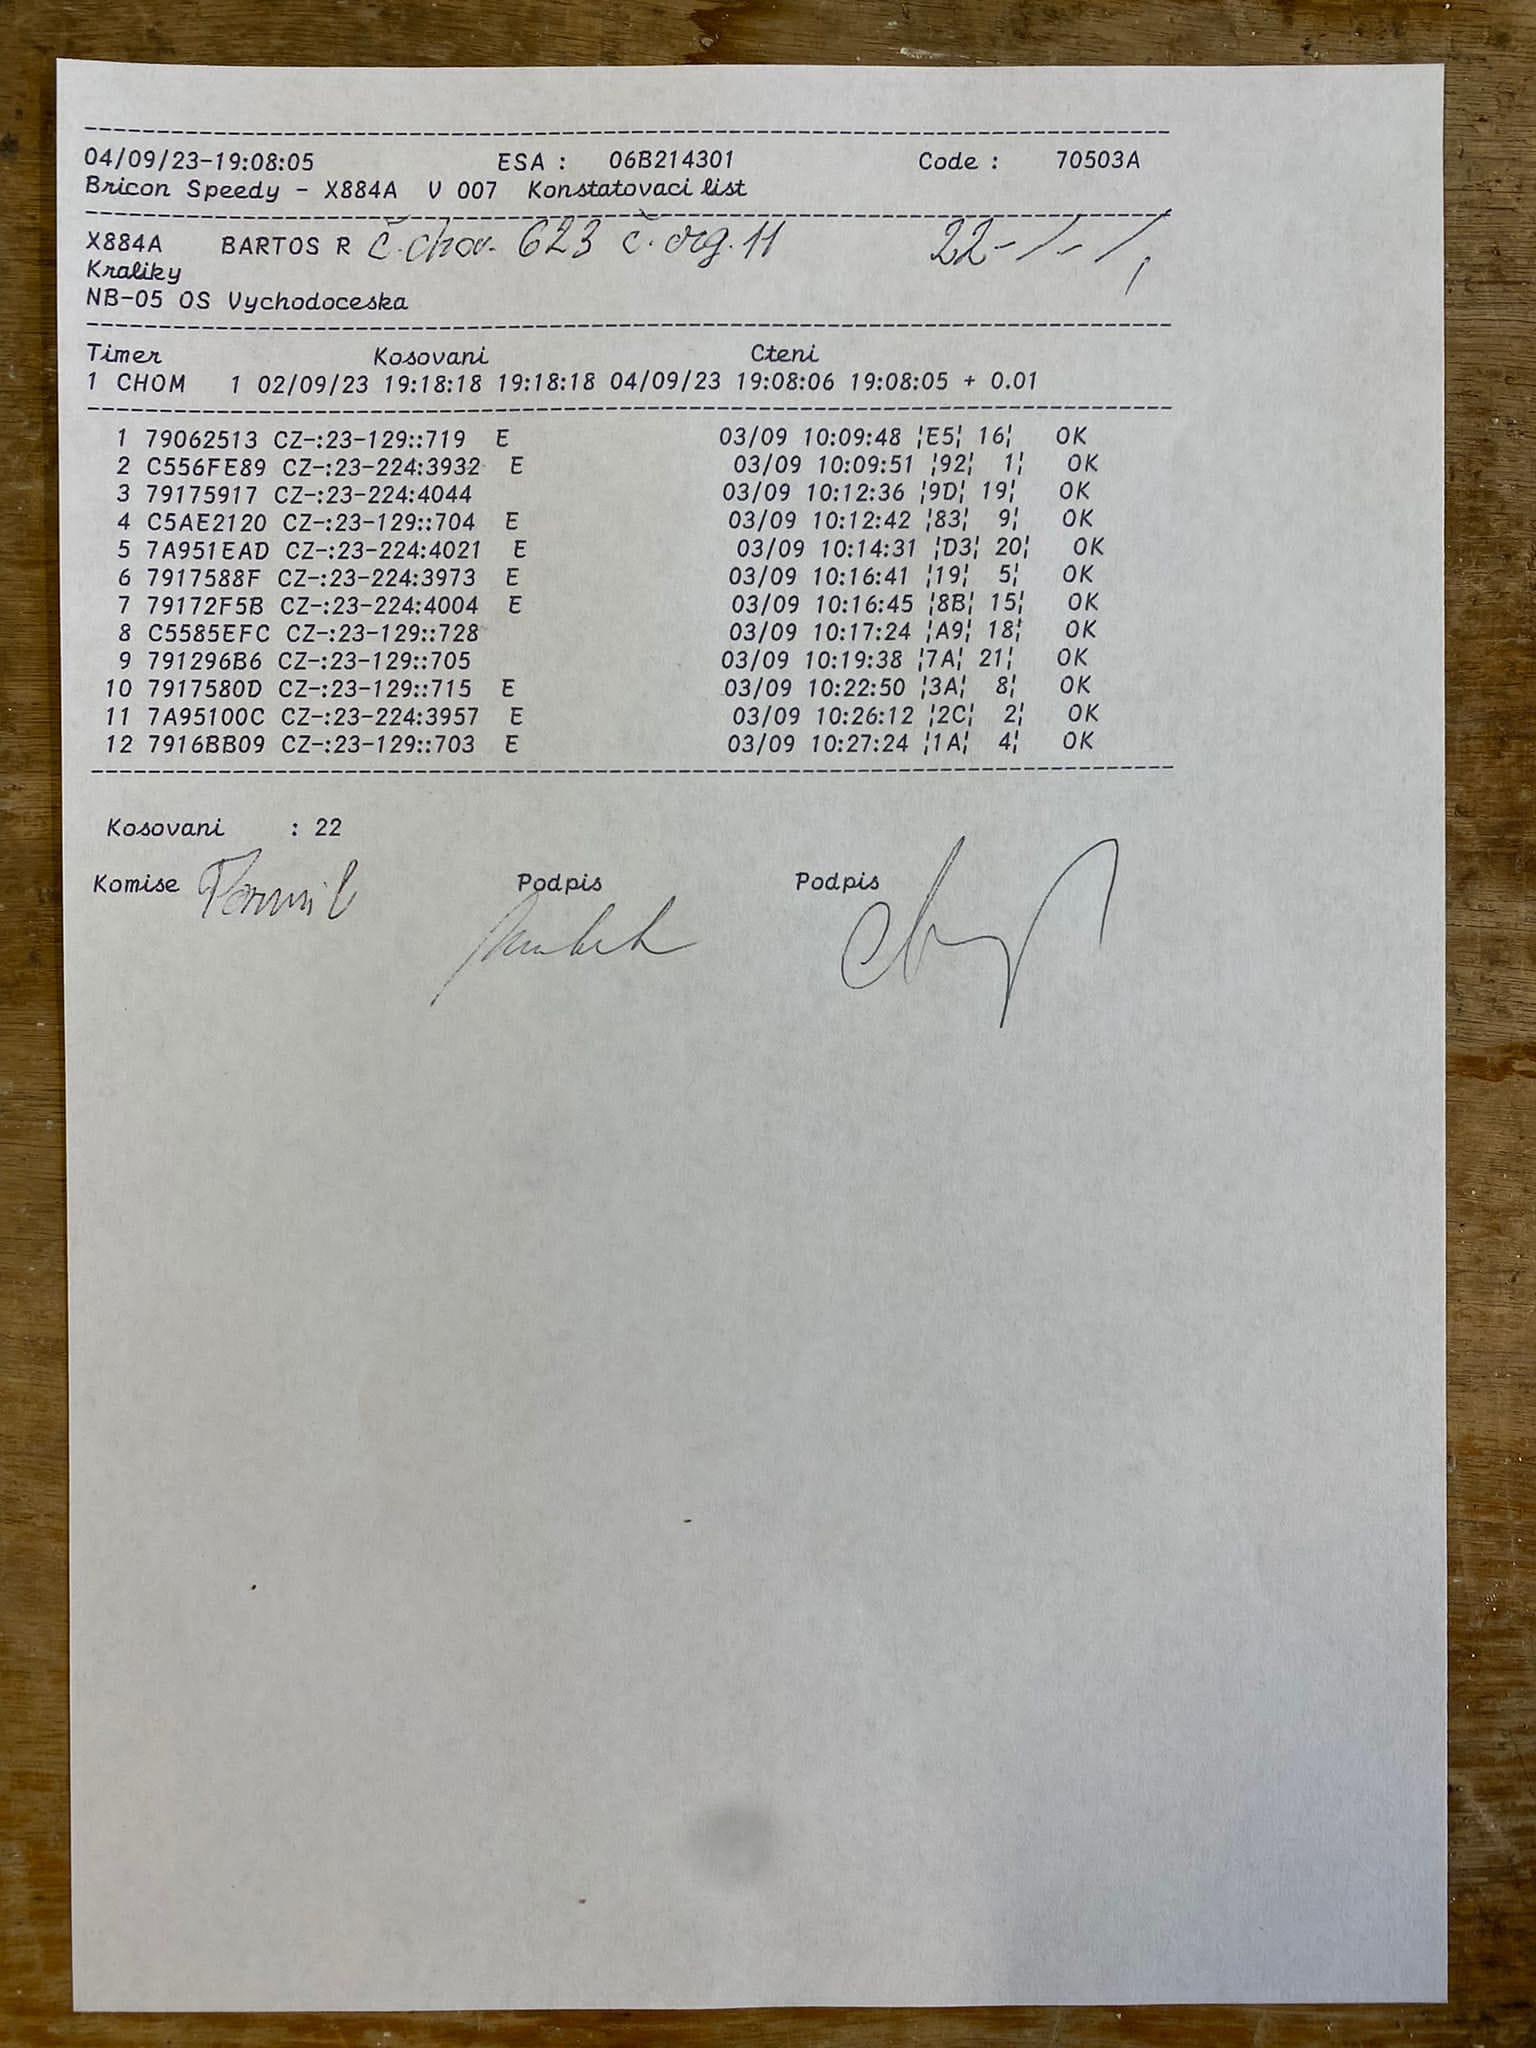 04/09/23-19:08:05 ESA : 06B214301 Code : 70503A
Bricon Speedy - X884A V 007 Konstatovaci list
X884A BARTOS R č.chov. 623 č.org.11 22-/-/,
Kraliky
NB-05 OS Vychodoceska
Timer Kosovani Cteni
1 CHOM 1 02/09/23 19:18:18 19:18:18 04/09/23 19:08:06 19:08:05 + 0.01
1 79062513 CZ-:23-129::719 E 03/09 10:09:48 ¦E5¦ 16¦ OK
2 C556FE89 CZ-:23-224:3932 E 03/09 10:09:51 ¦92¦ 1¦ OK
3 79175917 CZ-:23-224:4044 03/09 10:12:36 ¦9D¦ 19¦ OK
4 C5AE2120 CZ-:23-129::704 E 03/09 10:12:42 ¦83¦ 9¦ OK
5 7A951EAD CZ-:23-224:4021 E 03/09 10:14:31 ¦D3¦ 20¦ OK
6 7917588F CZ-:23-224:3973 E 03/09 10:16:41 ¦19¦ 5¦ OK
7 79172F5B CZ-:23-224:4004 E 03/09 10:16:45 ¦8B¦ 15¦ OK
8 C5585EFC CZ-:23-129::728 03/09 10:17:24 ¦A9¦ 18¦ OK
9 791296B6 CZ-:23-129::705 03/09 10:19:38 ¦7A¦ 21¦ OK
10 7917580D CZ-:23-129::715 E 03/09 10:22:50 ¦3A¦ 8¦ OK
11 7A95100C CZ-:23-224:3957 E 03/09 10:26:12 ¦2C¦ 2¦ OK
12 7916BB09 CZ-:23-129::703 E 03/09 10:27:24 ¦1A¦ 4¦ OK
Kosovani : 22
Komise Podpis Podpis